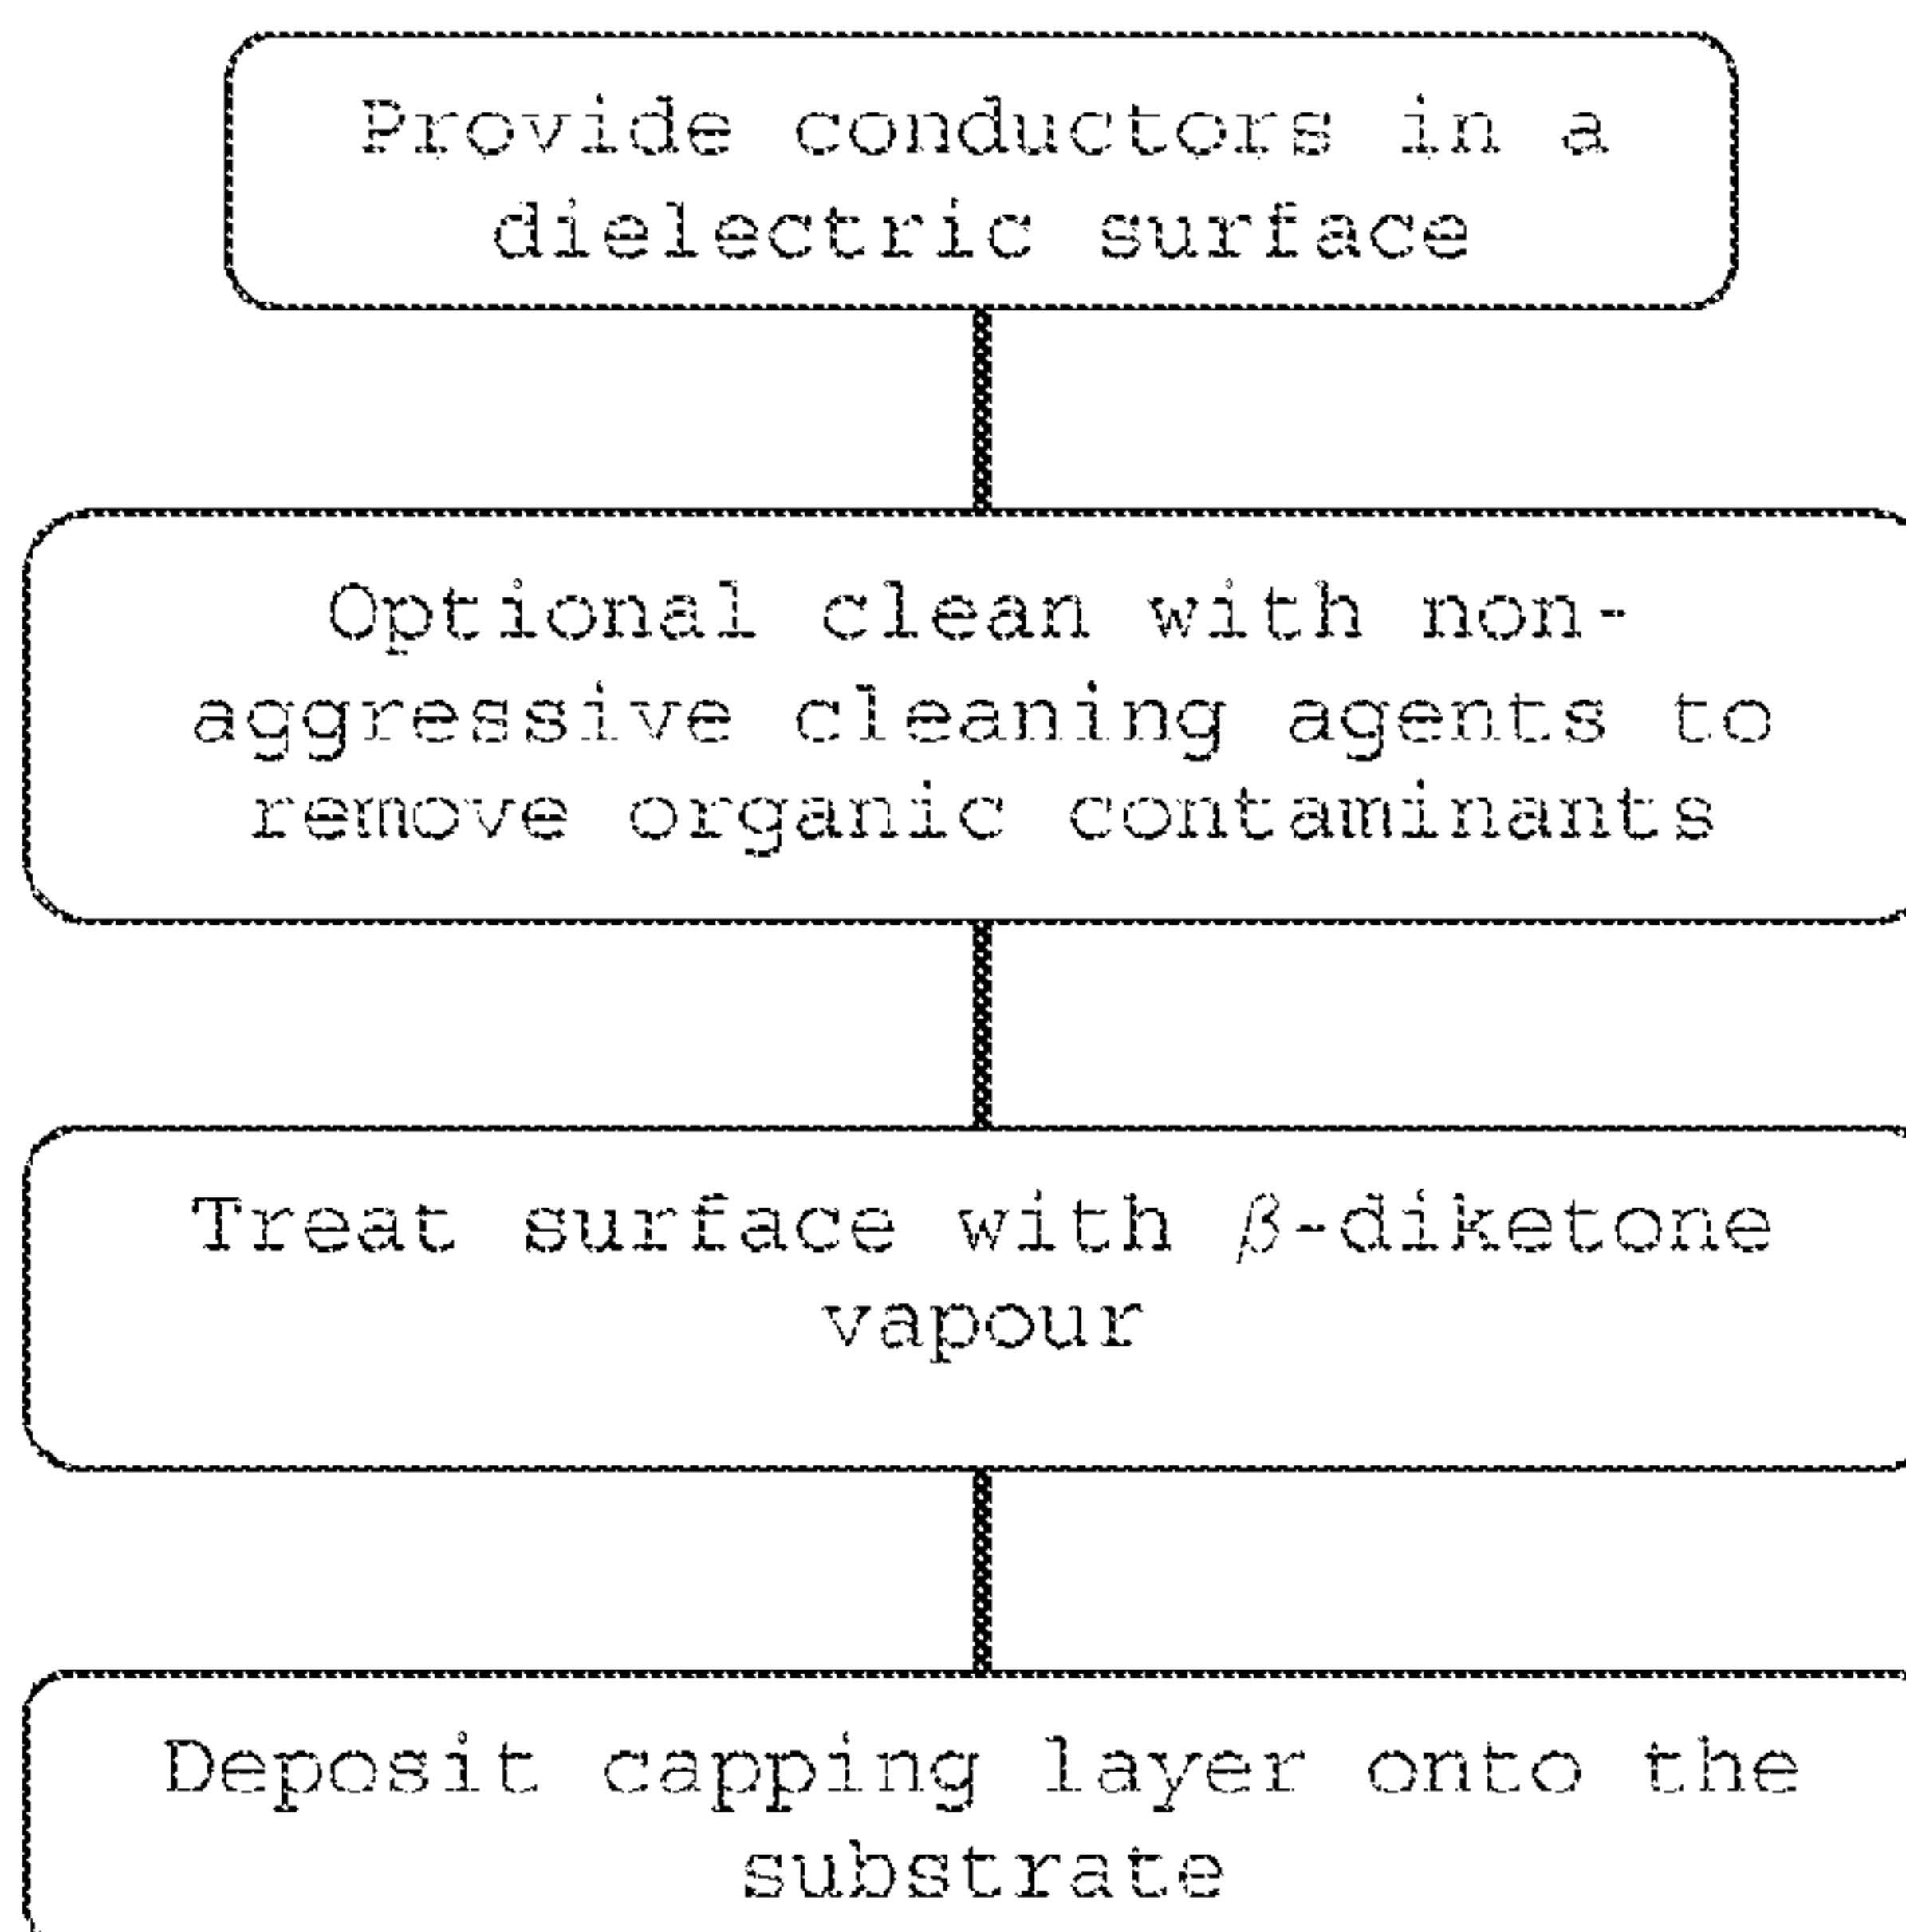 Provide conductors in a
dielectric surface
Optional clean with non-
aggressive cleaning agents to
remove organic contaminants
Treat surface with β-diketone
vapour
Deposit capping layer onto the
substrate